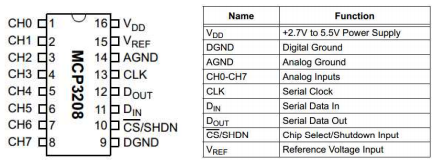 CH0 1 16 VDD
CH1 2 15 VREF
CH2 3 14 AGND
CH3 4 13 CLK
CH4 5 12 DOUT
CH5 6 11 DIN
CH6 7 10 CS/SHDN
CH7 8 9 DGND
MCP3208
Name Function
VDD +2.7V to 5.5V Power Supply
DGND Digital Ground
AGND Analog Ground
CH0-CH7 Analog Inputs
CLK Serial Clock
DIN Serial Data In
DOUT Serial Data Out
CS/SHDN Chip Select/Shutdown Input
VREF Reference Voltage Input